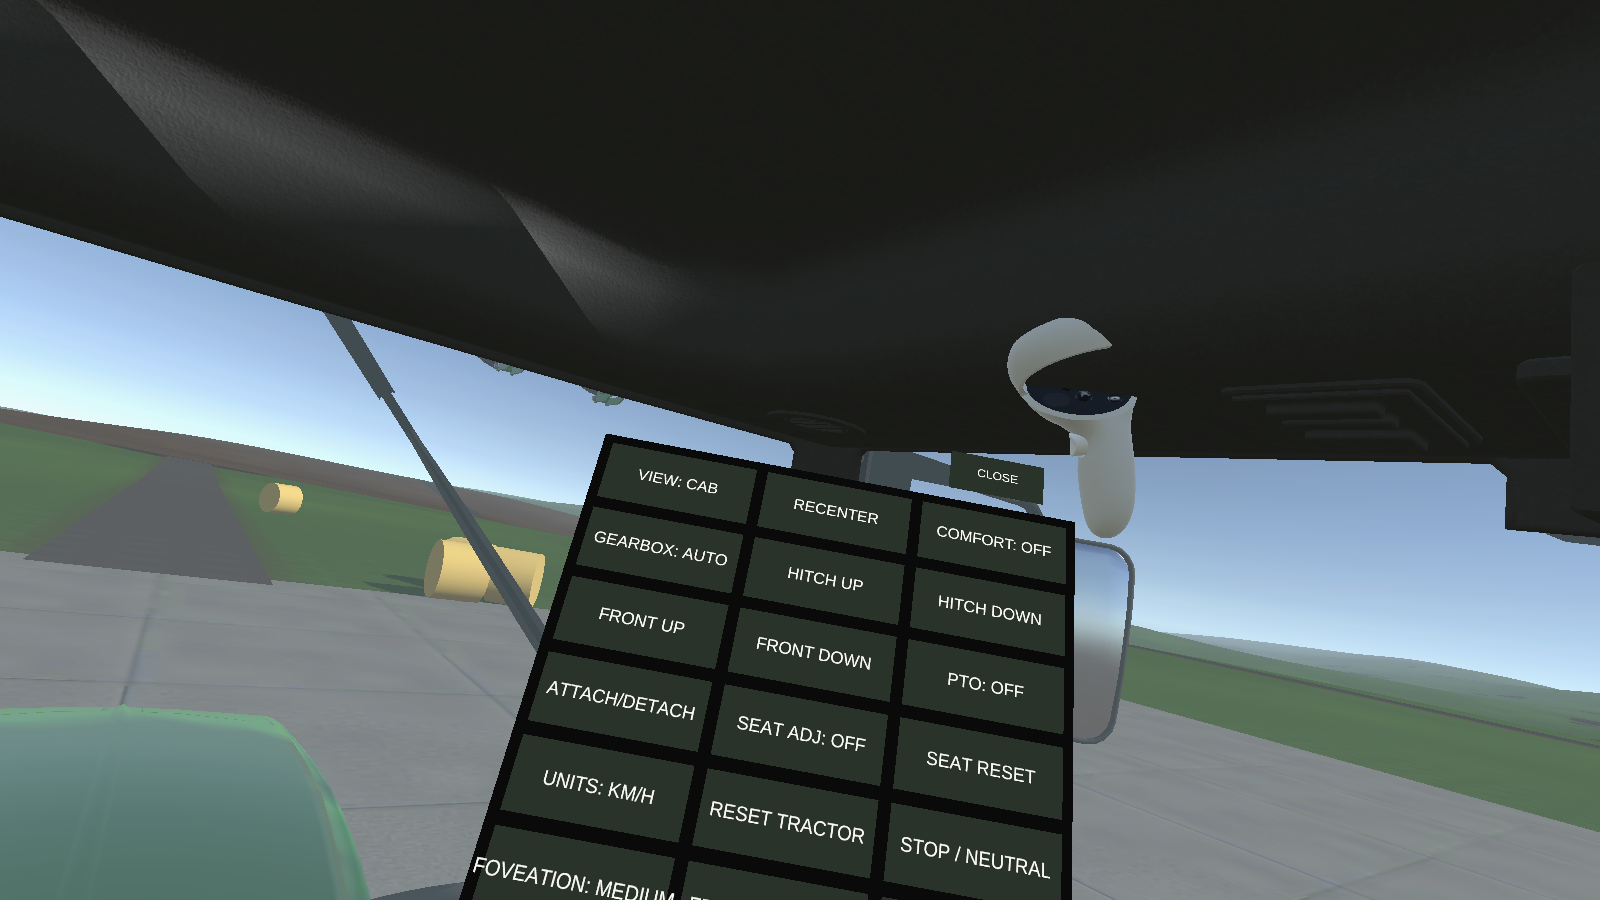 CLOSE
VIEW: CAB
RECENTER
COMFORT: OFF
GEARBOX: AUTO
HITCH UP
HITCH DOWN
FRONT UP
FRONT DOWN
PTO: OFF
ATTACH/DETACH
SEAT ADJ: OFF
SEAT RESET
UNITS: KM/H
RESET TRACTOR
STOP / NEUTRAL
FOVEATION: MEDIUM